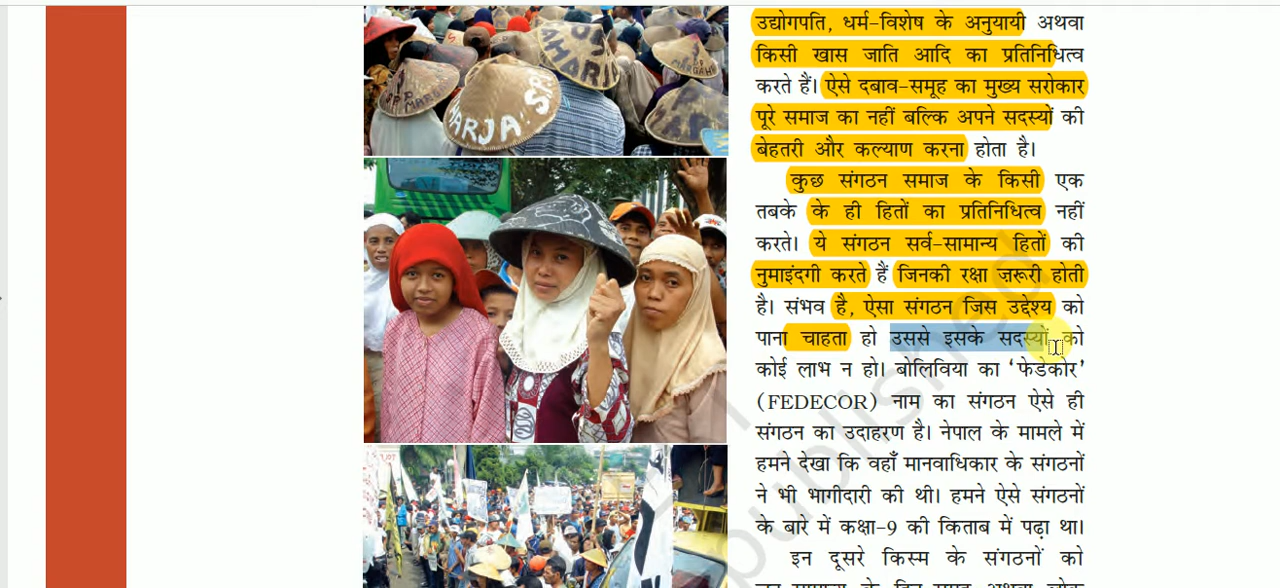 उद्योगपति, धर्म-विशेष के अनुयायी अथवा
किसी खास जाति आदि का प्रतिनिधित्व
करते हैं। ऐसे दबाव-समूह का मुख्य सरोकार
पूरे समाज का नहीं बल्कि अपने सदस्यों की
बेहतरी और कल्याण करना होता है।
कुछ संगठन समाज के किसी एक
तबके के ही हितों का प्रतिनिधित्व नहीं
करते। ये संगठन सर्व-सामान्य हितों की
नुमाइंदगी करते हैं जिनकी रक्षा ज़रूरी होती
है। संभव है, ऐसा संगठन जिस उद्देश्य को
पाना चाहता हो उससे इसके सदस्यों को
कोई लाभ न हो। बोलिविया का ‘फेडेकोर’
(FEDECOR) नाम का संगठन ऐसे ही
संगठन का उदाहरण है। नेपाल के मामले में
हमने देखा कि वहाँ मानवाधिकार के संगठनों
ने भी भागीदारी की थी। हमने ऐसे संगठनों
के बारे में कक्षा-9 की किताब में पढ़ा था।
इन दूसरे किस्म के संगठनों को